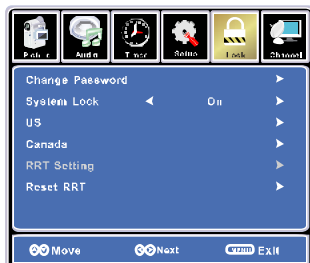 Picture Audio Timer Setup Lock Channel
Change Password
System Lock On
US
Canada
RRT Setting
Reset RRT
Move Next MENU Exit